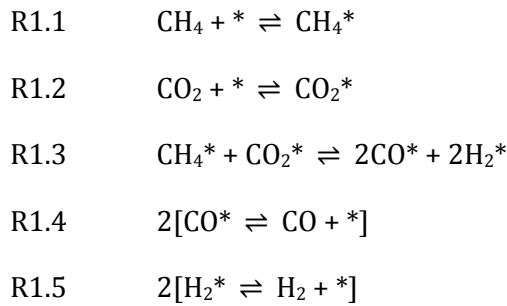 R1.1 CH₄ + * ⇌ CH₄*
R1.2 CO₂ + * ⇌ CO₂*
R1.3 CH₄* + CO₂* ⇌ 2CO* + 2H₂*
R1.4 2[CO* ⇌ CO + *]
R1.5 2[H₂* ⇌ H₂ + *]